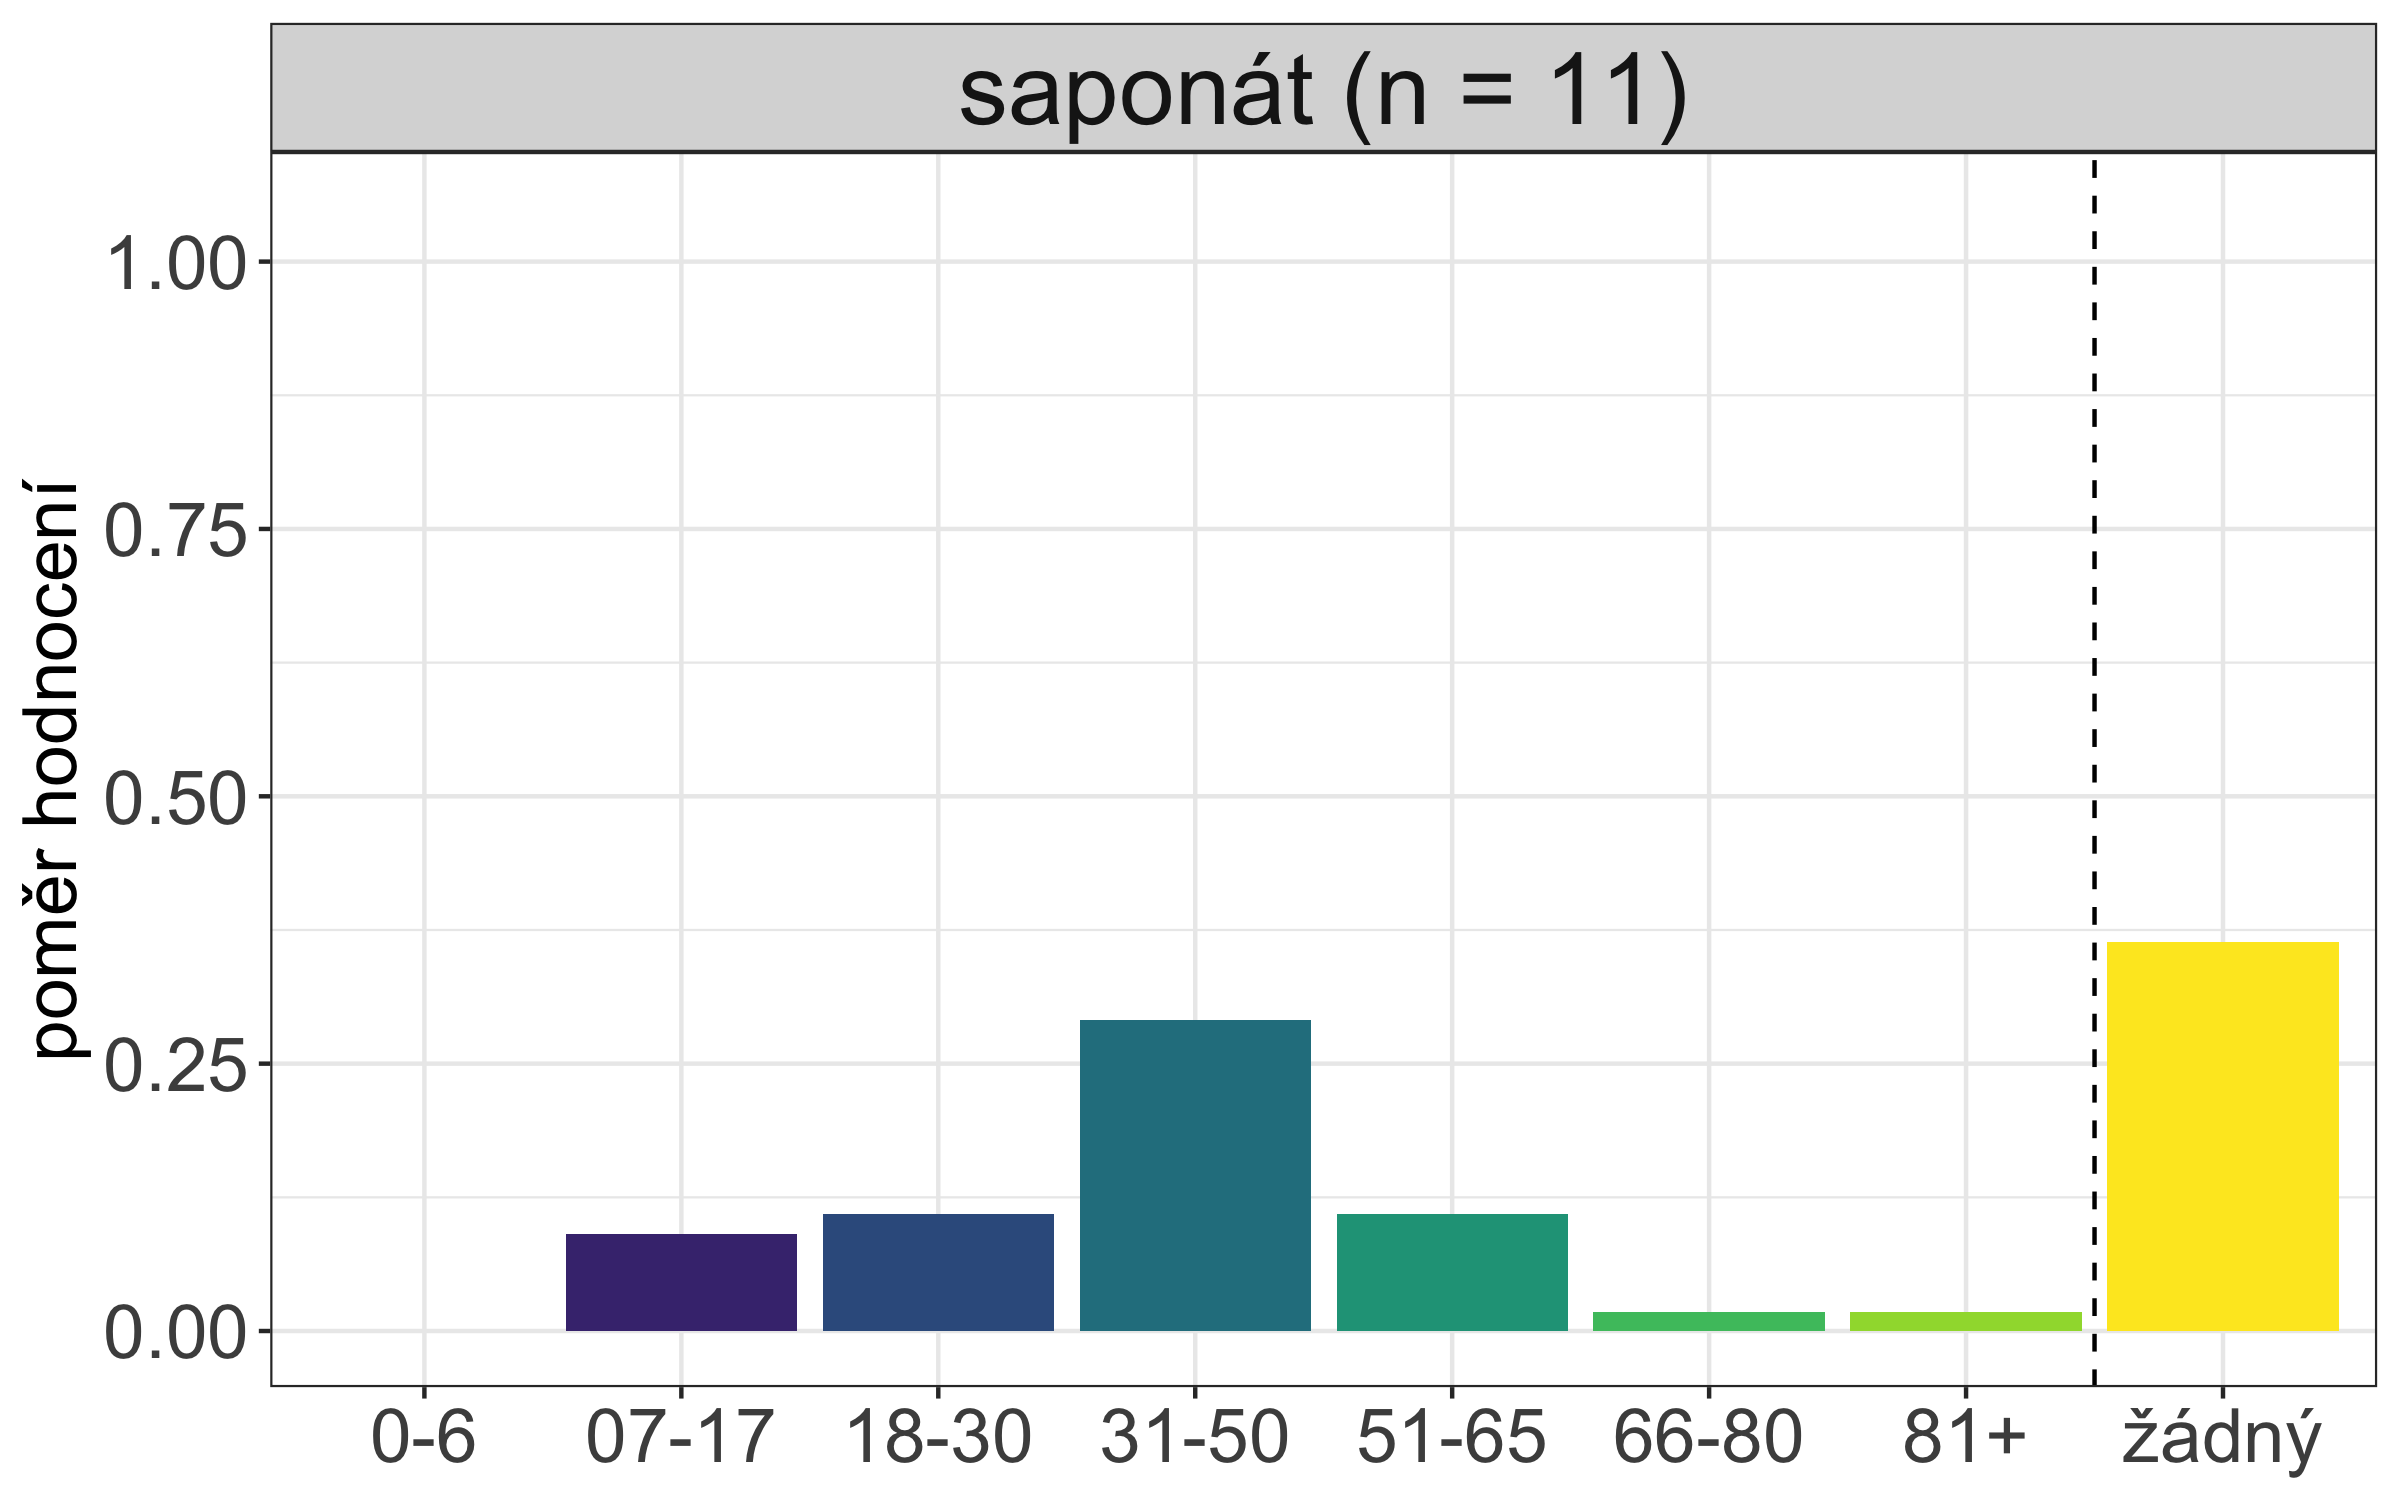 saponát (n = 11)
poměr hodnocení
1.00
0.75
0.50
0.25
0.00
0-6 07-17 18-30 31-50 51-65 66-80 81+ žádný